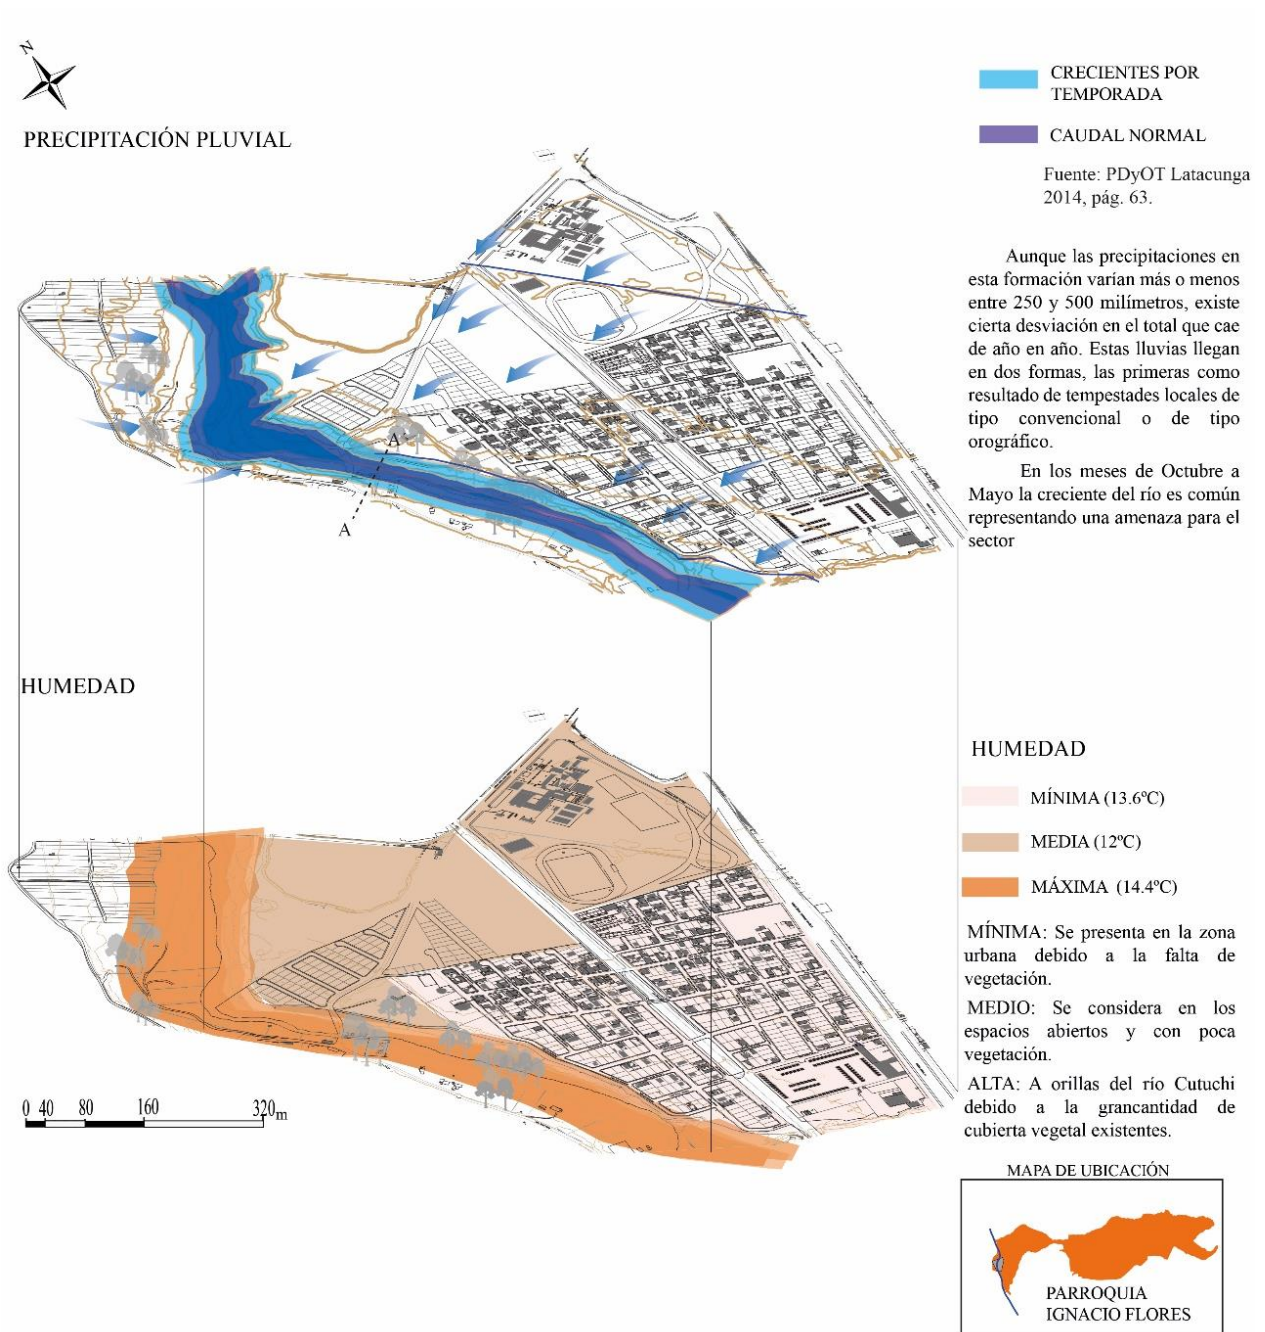 N
PRECIPITACIÓN PLUVIAL
CRECIENTES POR
TEMPORADA
CAUDAL NORMAL
Fuente: PDyOT Latacunga
2014, pág. 63.
Aunque las precipitaciones en
esta formación varían más o menos
entre 250 y 500 milímetros, existe
cierta desviación en el total que cae
de año en año. Estas lluvias llegan
en dos formas, las primeras como
resultado de tempestades locales de
tipo convencional o de tipo
orográfico.
En los meses de Octubre a
Mayo la creciente del río es común
representando una amenaza para el
sector
A'
A
HUMEDAD
HUMEDAD
MÍNIMA (13.6ºC)
MEDIA (12ºC)
MÁXIMA (14.4ºC)
MÍNIMA: Se presenta en la zona
urbana debido a la falta de
vegetación.
MEDIO: Se considera en los
espacios abiertos y con poca
vegetación.
ALTA: A orillas del río Cutuchi
debido a la grancantidad de
cubierta vegetal existentes.
0 40 80 160 320m
MAPA DE UBICACIÓN
PARROQUIA
IGNACIO FLORES